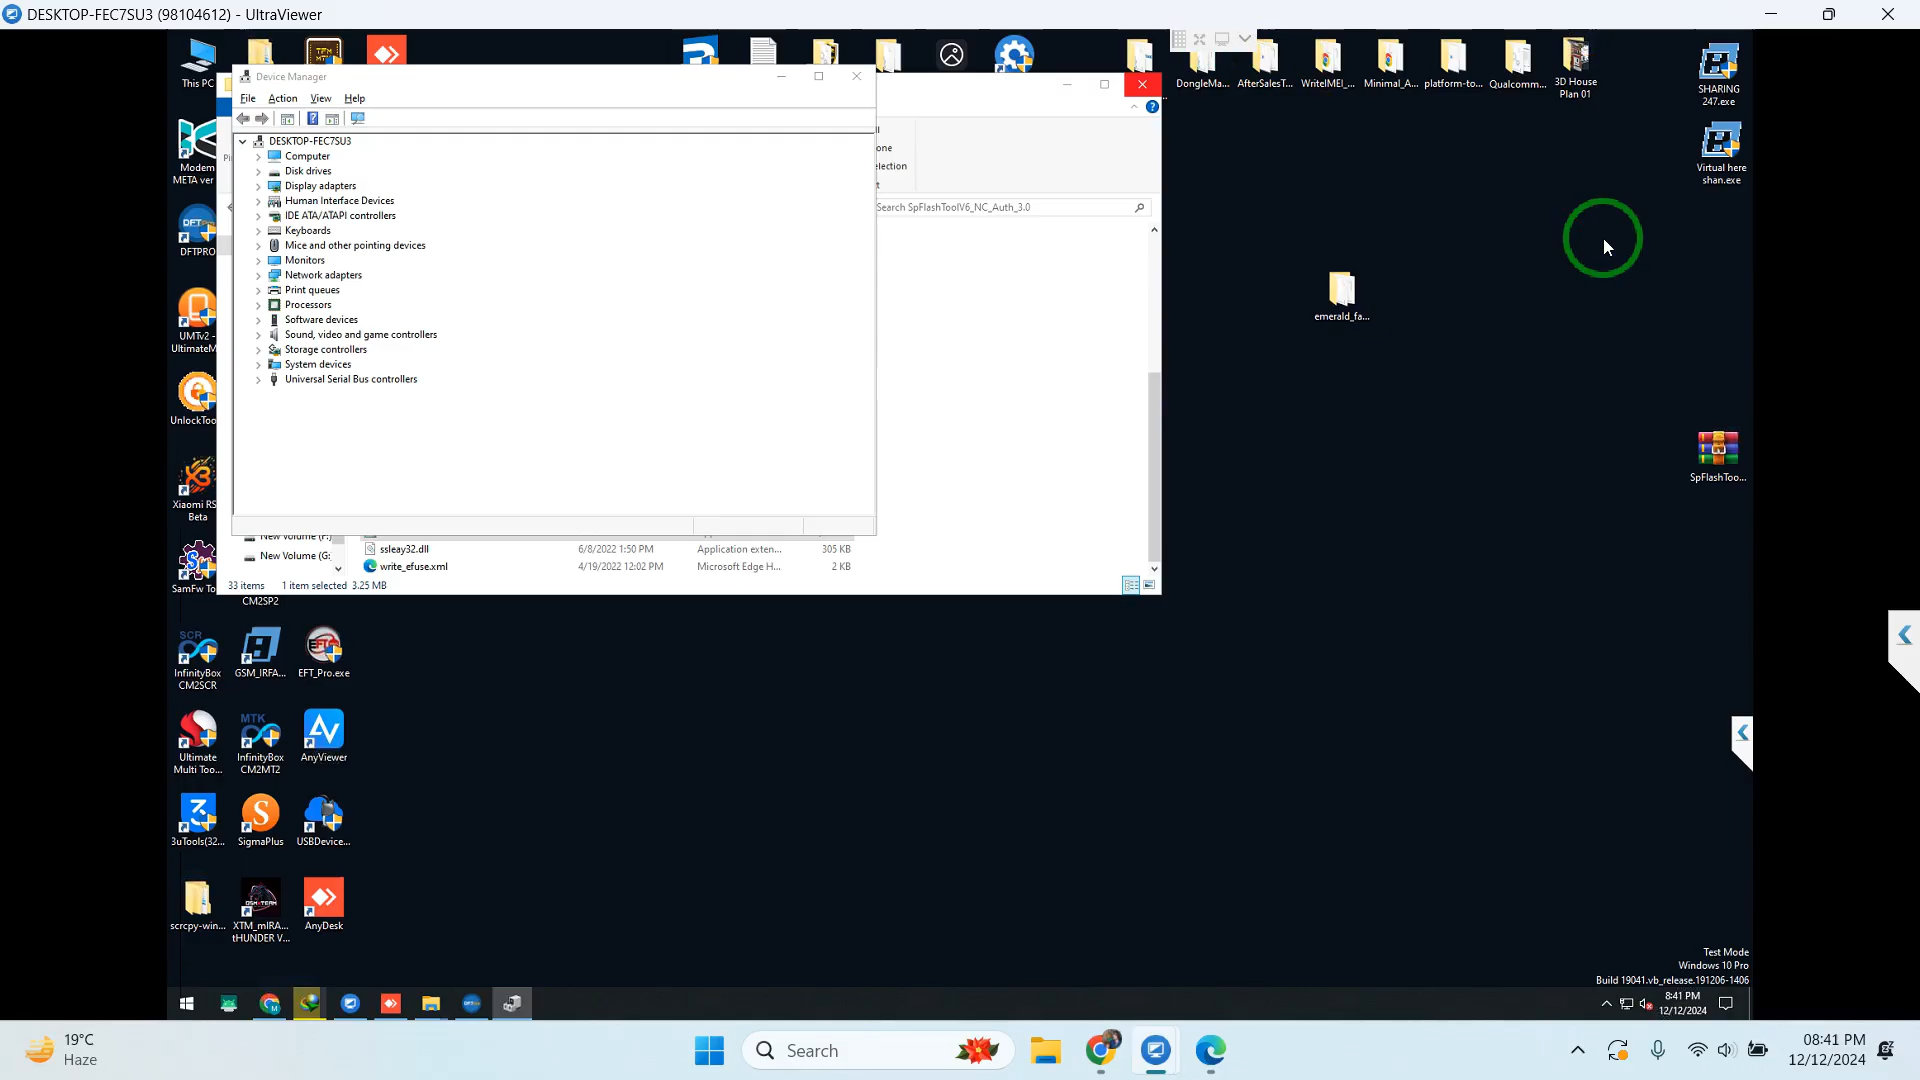 DESKTOP-FEC7SU3 (98104612) - UltraViewer
This PC
DongleMa...
AfterSalesT...
WriteIMEI_...
Minimal_A...
platform-to...
Qualcomm...
3D House
Plan 01
SHARING
247.exe
Device Manager
File Action View Help
DESKTOP-FEC7SU3
Computer
Disk drives
Display adapters
Human Interface Devices
IDE ATA/ATAPI controllers
Keyboards
Mice and other pointing devices
Monitors
Network adapters
Print queues
Processors
Software devices
Sound, video and game controllers
Storage controllers
System devices
Universal Serial Bus controllers
one
election
Search SpFlashToolV6_NC_Auth_3.0
Modem
META ver
Virtual here
shan.exe
DFTPRO
emerald_fa...
UMTv2 -
UltimateM
UnlockToo
SpFlashToo...
Xiaomi RS
Beta
New Volume (F:)
ssleay32.dll 6/8/2022 1:50 PM Application exten... 305 KB
New Volume (G:
write_efuse.xml 4/19/2022 12:02 PM Microsoft Edge H... 2 KB
33 items 1 item selected 3.25 MB
SamFw To
CM2SP2
InfinityBox
CM2SCR
GSM_IRFA...
EFT_Pro.exe
Ultimate
Multi Too...
InfinityBox
CM2MT2
AnyViewer
3uTools(32...
SigmaPlus
USBDevice...
scrcpy-win...
XTM_mIRA...
tHUNDER V...
AnyDesk
Test Mode
Windows 10 Pro
Build 19041.vb_release.191206-1406
8:41 PM
12/12/2024
19°C
Haze
Search
08:41 PM
12/12/2024